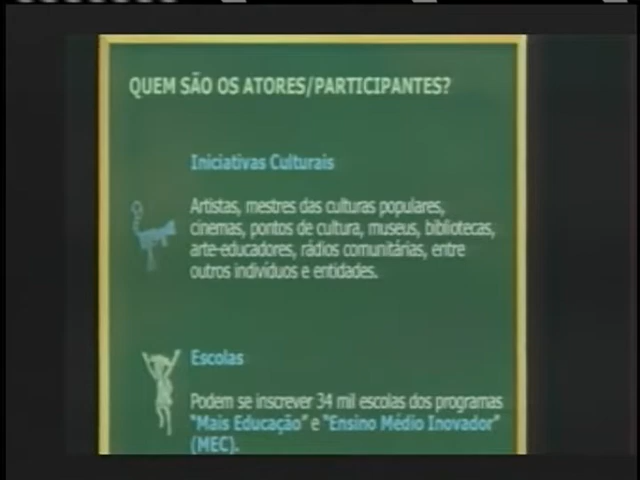 QUEM SÃO OS ATORES/PARTICIPANTES?
Iniciativas Culturais
Artistas, mestres das culturas populares,
cinemas, pontos de cultura, museus, bibliotecas,
arte-educadores, rádios comunitárias, entre
outros indivíduos e entidades.
Escolas
Podem se inscrever 34 mil escolas dos programas
"Mais Educação" e "Ensino Médio Inovador"
(MEC).